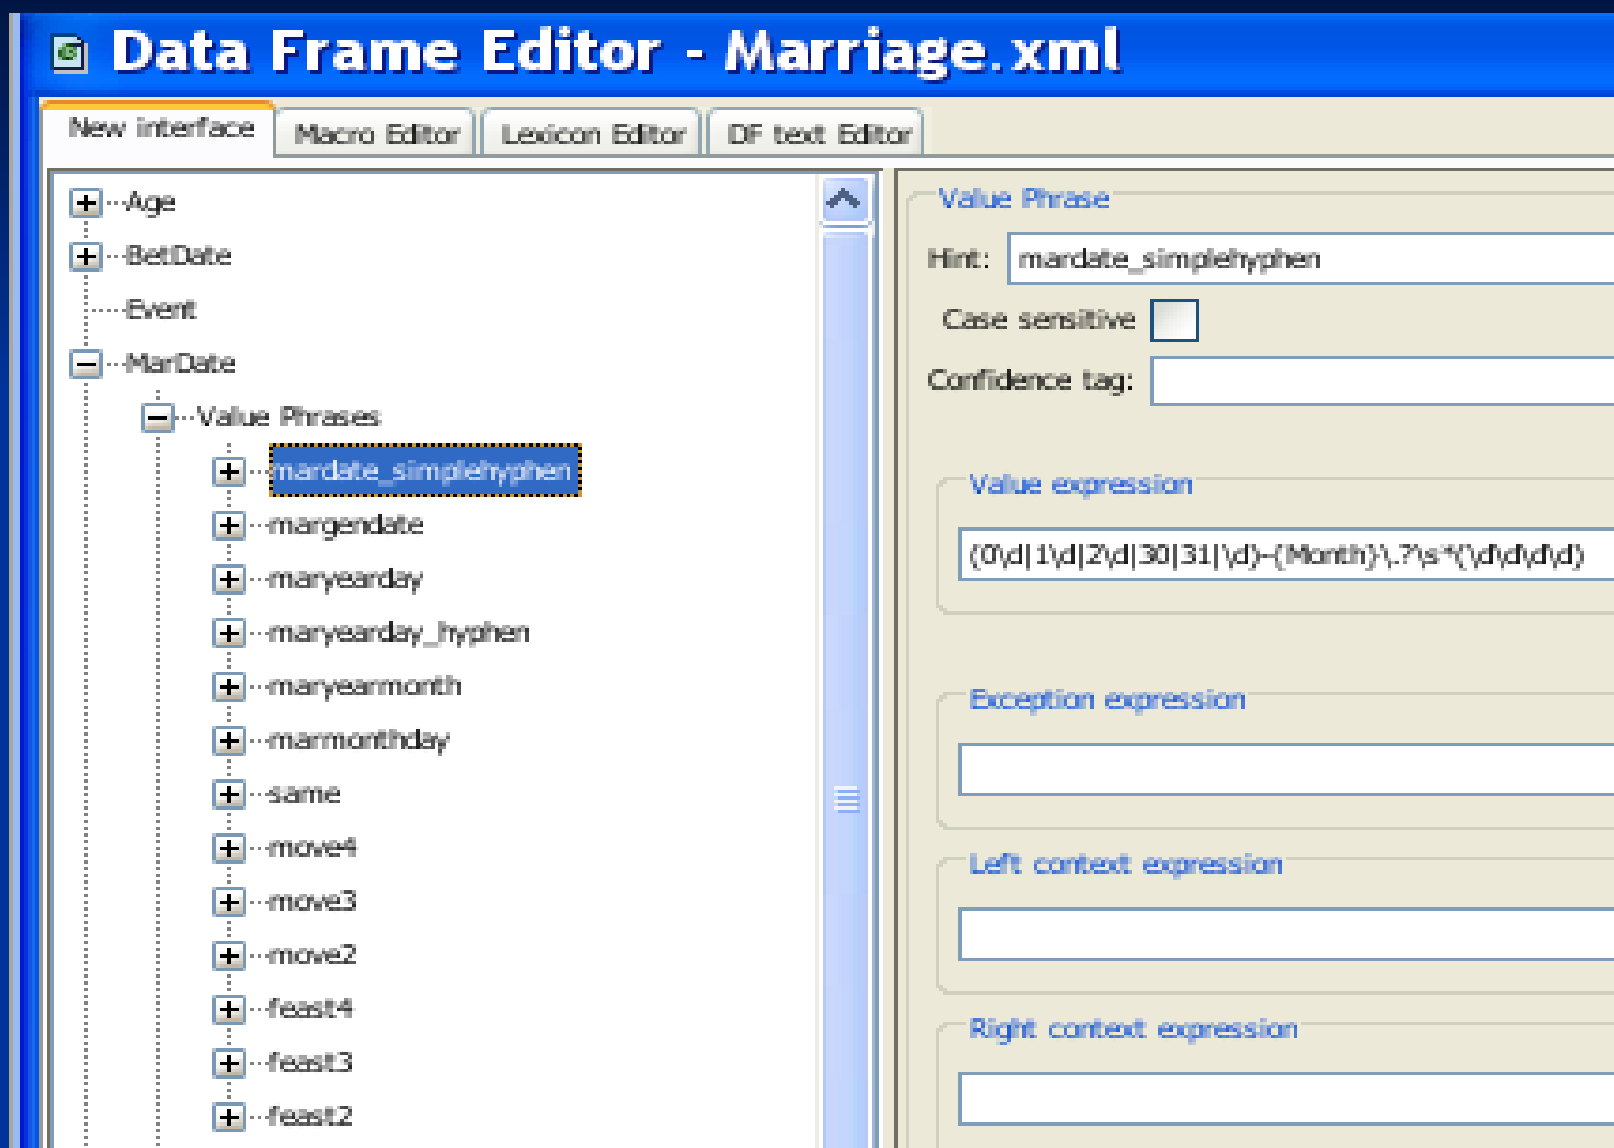 Data Frame Editor - Marriage.xml
New interface
Macro Editor
Lexicon Editor
DF text Editor
Age
BetDate
Event
MarDate
Value Phrases
mardate_simplehyphen
margendate
maryearday
maryearday_hyphen
maryearmonth
marmonthday
same
move4
move3
move2
feast4
feast3
feast2
Value Phrase
Hint: mardate_simplehyphen
Case sensitive
Confidence tag:
Value expression
(0\d|1\d|2\d|30|31|\d)-{Month}\.?\s*(\d\d\d\d)
Exception expression
Left context expression
Right context expression